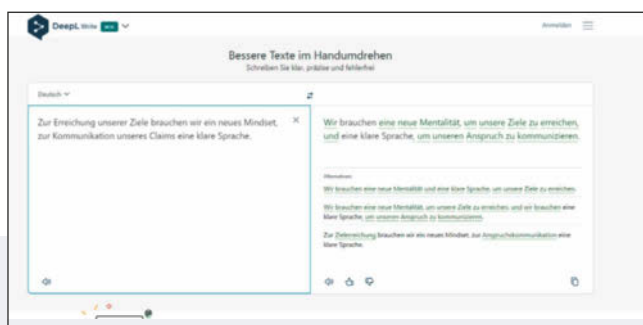 DeepL Write
Anmelden
Bessere Texte im Handumdrehen
Schreiben Sie klar, präzise und fehlerfrei
Deutsch
Zur Erreichung unserer Ziele brauchen wir ein neues Mindset,
zur Kommunikation unseres Claims eine klare Sprache.
Wir brauchen eine neue Mentalität, um unsere Ziele zu erreichen,
und eine klare Sprache, um unseren Anspruch zu kommunizieren.
Alternativen:
Wir brauchen eine neue Mentalität und eine klare Sprache, um unsere Ziele zu erreichen.
Wir brauchen eine neue Mentalität, um unsere Ziele zu erreichen, und wir brauchen eine
klare Sprache, um unseren Anspruch zu kommunizieren.
Zur Zielerreichung brauchen wir ein neues Mindset, zur Anspruchskommunikation eine
klare Sprache.